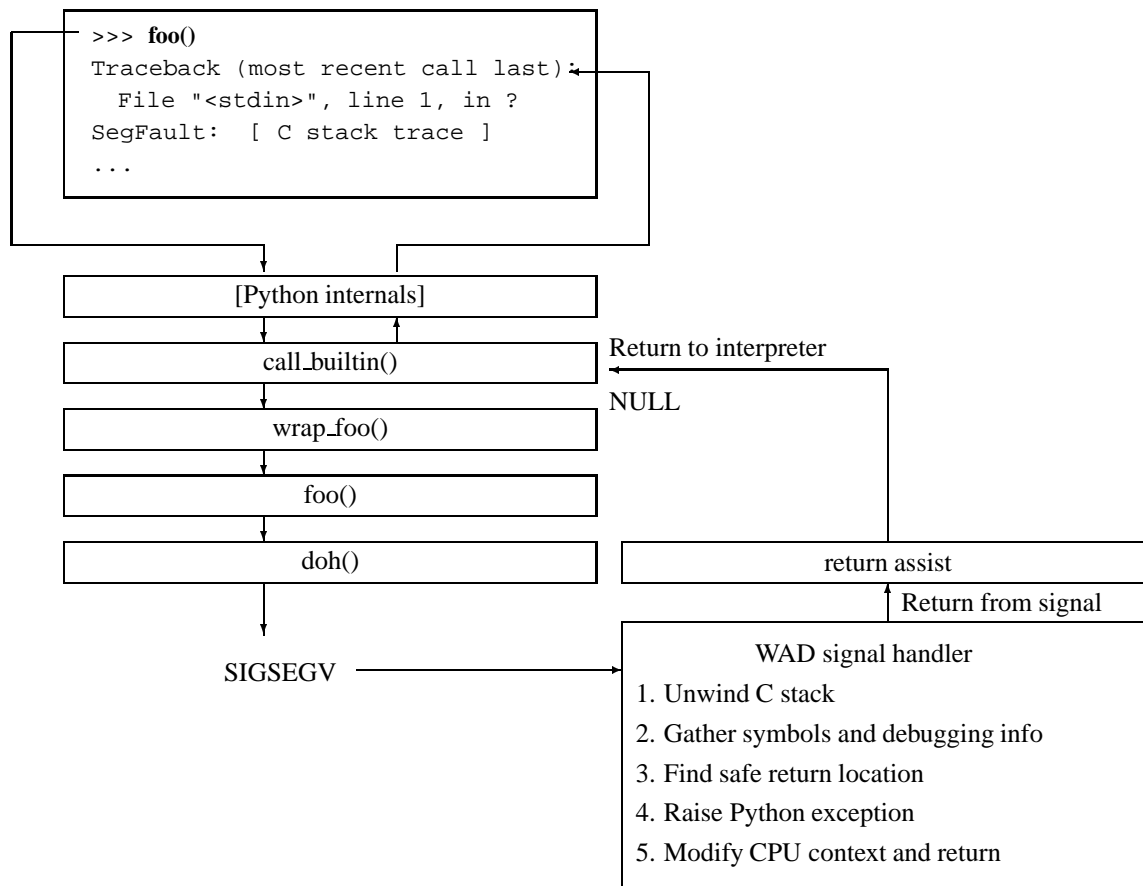 >>> foo()
Traceback (most recent call last):
  File "<stdin>", line 1, in ?
SegFault:  [ C stack trace ]
...
[Python internals]
call_builtin()
Return to interpreter
NULL
wrap_foo()
foo()
doh()
return assist
Return from signal
SIGSEGV
WAD signal handler
1. Unwind C stack
2. Gather symbols and debugging info
3. Find safe return location
4. Raise Python exception
5. Modify CPU context and return